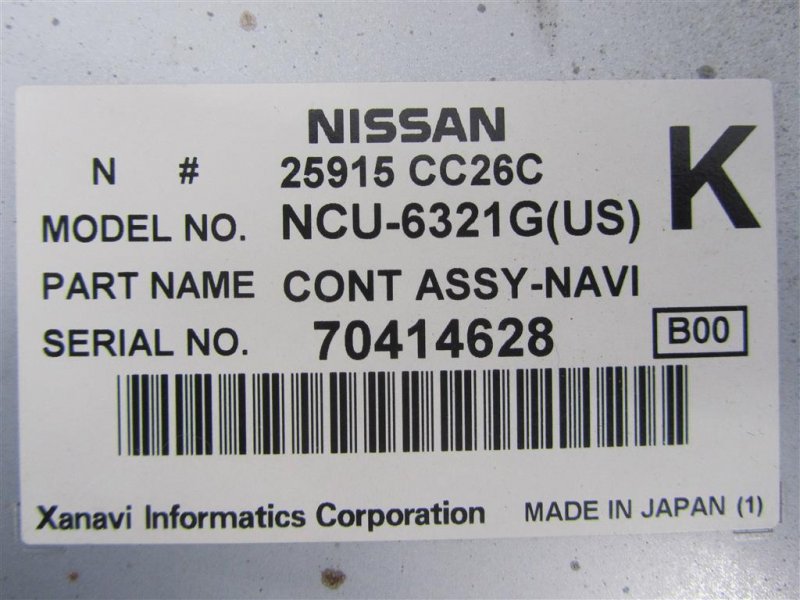 NISSAN
N # 25915 CC26C
K
MODEL NO. NCU-6321G(US)
PART NAME CONT ASSY-NAVI
SERIAL NO. 70414628
B00
Xanavi Informatics Corporation MADE IN JAPAN (1)